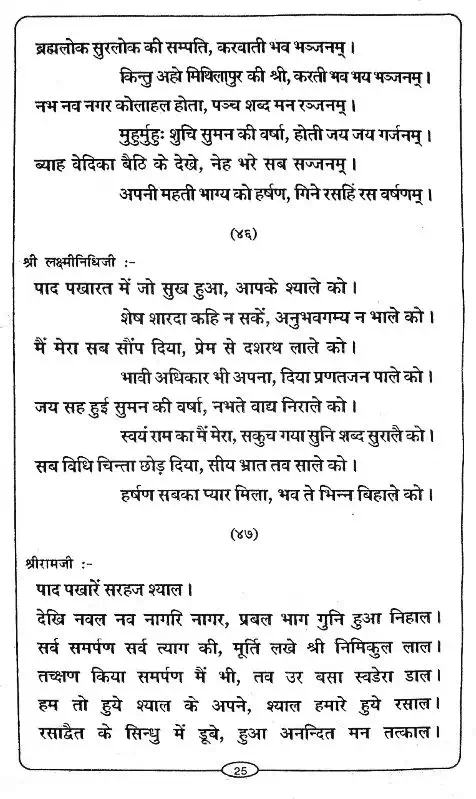 ब्रह्मलोक सुरलोक की सम्पति, करवाती भव भञ्जनम् ।
किन्तु अहो मिथिलापुर की श्री, करती भव भय भञ्जनम् ।
नभ नव नगर कोलाहल होता, पञ्च शब्द मन रञ्जनम् ।
मुहुर्मुहुः शुचि सुमन की वर्षा, होती जय जय गर्जनम् ।
ब्याह वेदिका बैठि के देखे, नेह भरे सब सज्जनम् ।
अपनी महती भाग्य को हर्षण, गिने रसहिं रस वर्षणम् ।
(४६)
श्री लक्ष्मीनिधिजी :-
पाद पखारत में जो सुख हुआ, आपके श्याले को ।
शेष शारदा कहि न सकें, अनुभवगम्य न भाले को ।
मैं मेरा सब सौंप दिया, प्रेम से दशरथ लाले को ।
भावी अधिकार भी अपना, दिया प्रणतजन पाले को ।
जय सह हुई सुमन की वर्षा, नभते वाद्य निराले को ।
स्वयं राम का मैं मेरा, सकुच गया सुनि शब्द सुरालै को ।
सब विधि चिन्ता छोड़ दिया, सीय भ्रात तव साले को ।
हर्षण सबका प्यार मिला, भव ते भिन्न बिहाले को ।
(४७)
श्रीरामजी :-
पाद पखारें सरहज श्याल ।
देखि नवल नव नागरि नागर, प्रबल भाग गुनि हुआ निहाल ।
सर्व समर्पण सर्व त्याग की, मूर्ति लखे श्री निमिकुल लाल ।
तच्क्षण किया समर्पण मैं भी, तव उर बसा स्वडेरा डाल ।
हम तो हुये श्याल के अपने, श्याल हमारे हुये रसाल ।
रसाद्वैत के सिन्धु में डूबे, हुआ अनन्दित मन तत्काल ।
25